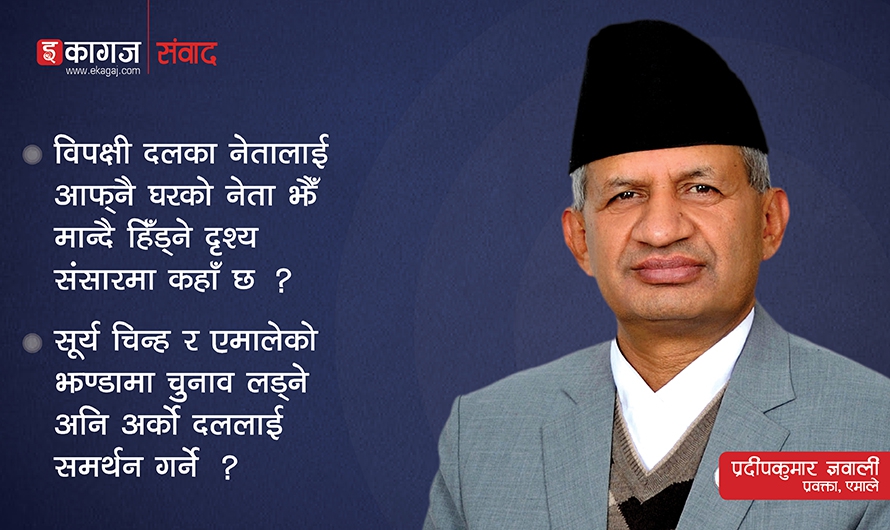 इकागज संवाद
www.ekagaj.com
विपक्षी दलका नेतालाई
आफ्नै घरको नेता झैँ
मान्दै हिँड्ने दृश्य
संसारमा कहाँ छ ?
सूर्य चिन्ह र एमालेको
झण्डामा चुनाव लड्ने
अनि अर्को दललाई
समर्थन गर्ने ?
प्रदीपकुमार ज्ञवाली
प्रवक्ता, एमाले